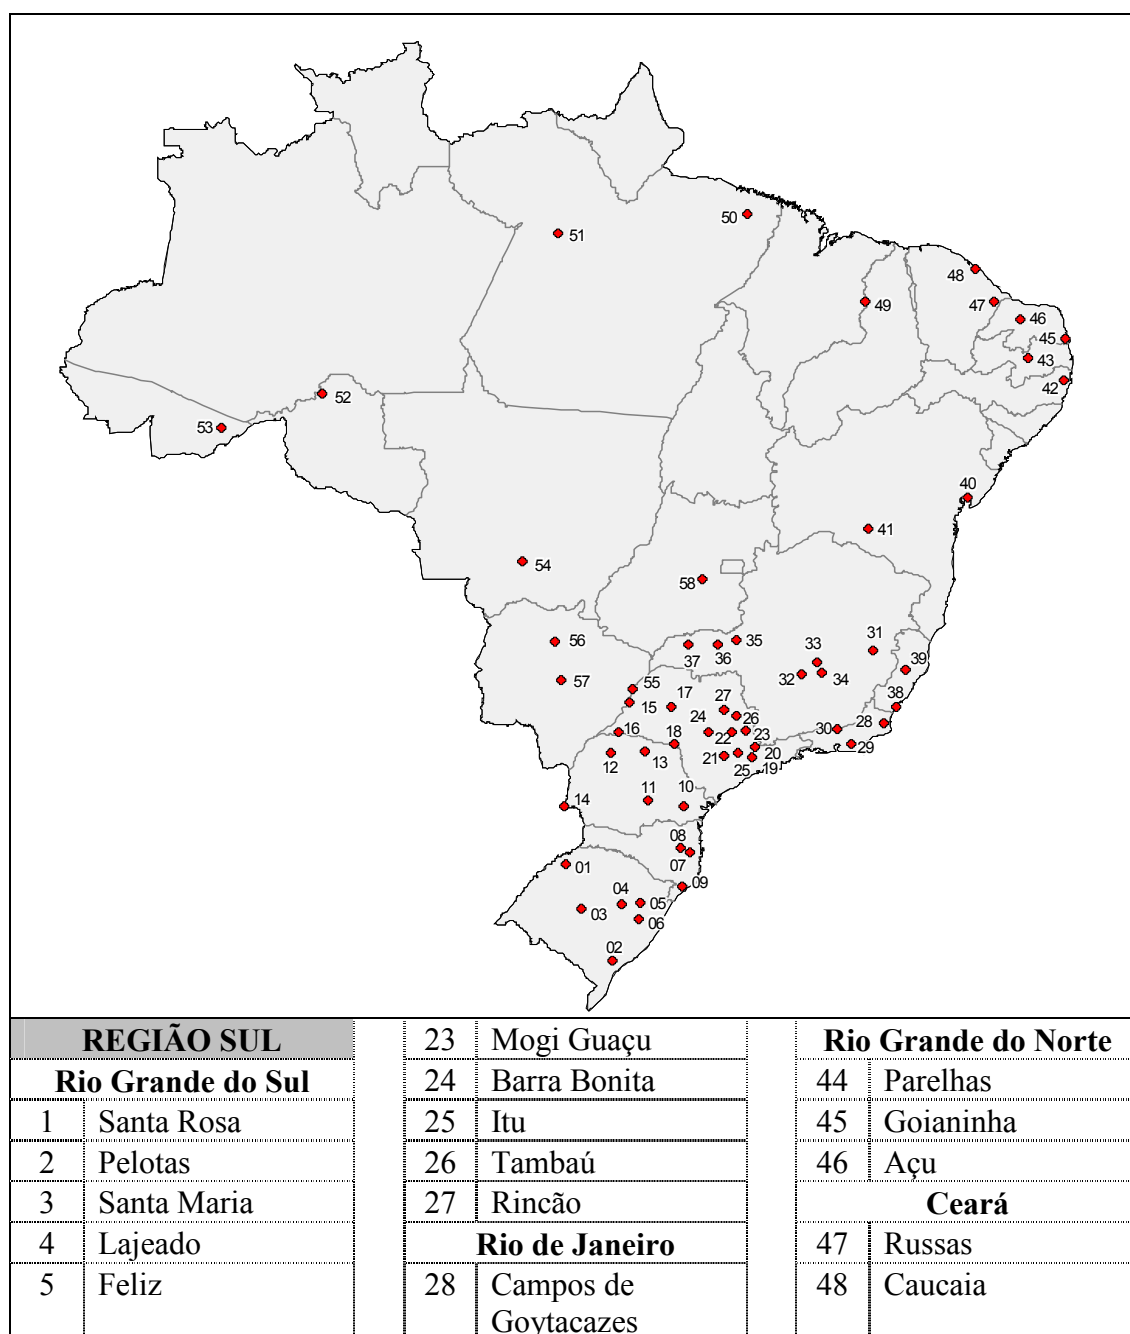 50
51
48
49
47
46
45
43
42
52
53
40
41
54
58
56
35
31
37
36
33
39
32
34
57
55
17
27
38
15
24
26
28
30
16
18
22
23
29
12
13
21
20
25
19
14
11
10
08
07
01
09
04
05
03
06
02
REGIÃO SUL
Rio Grande do Sul
1 Santa Rosa
2 Pelotas
3 Santa Maria
4 Lajeado
5 Feliz
23 Mogi Guaçu
24 Barra Bonita
25 Itu
26 Tambaú
27 Rincão
Rio de Janeiro
28 Campos de
Goytacazes
Rio Grande do Norte
44 Parelhas
45 Goianinha
46 Açu
Ceará
47 Russas
48 Caucaia